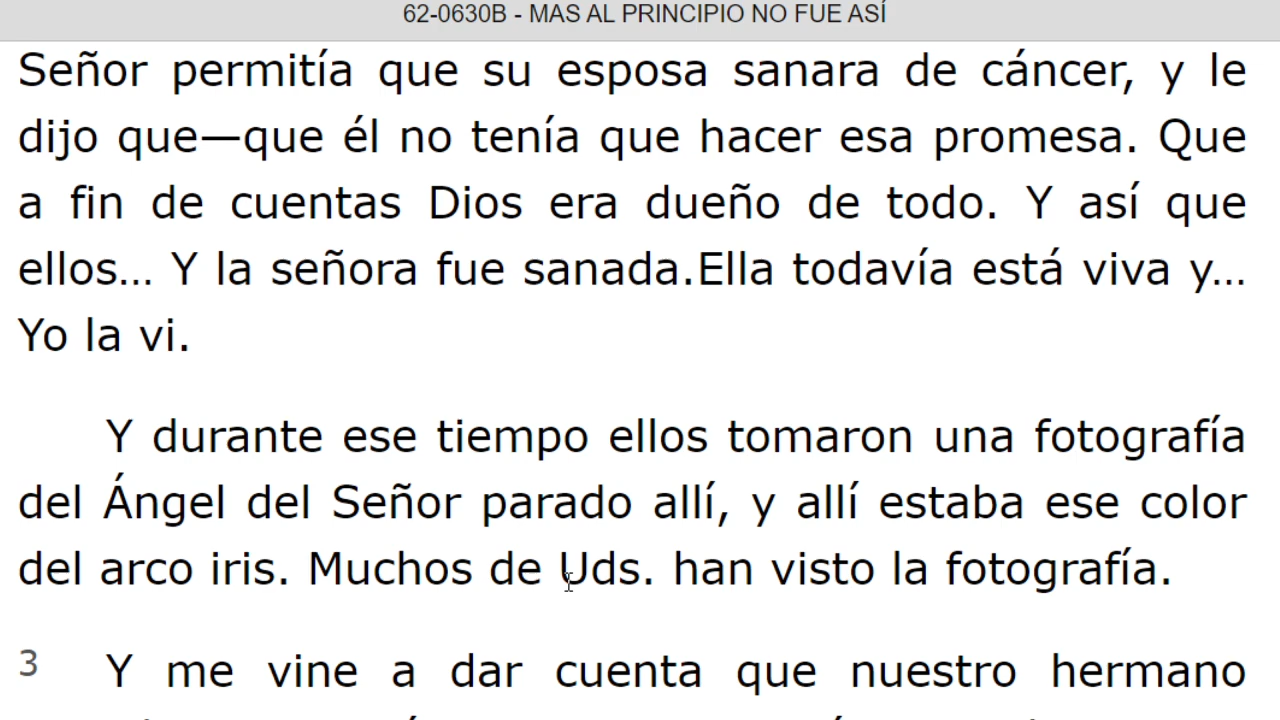 62-0630B - MAS AL PRINCIPIO NO FUE ASÍ
Señor permitía que su esposa sanara de cáncer, y le
dijo que—que él no tenía que hacer esa promesa. Que
a fin de cuentas Dios era dueño de todo. Y así que
ellos… Y la señora fue sanada.Ella todavía está viva y…
Yo la vi.
Y durante ese tiempo ellos tomaron una fotografía
del Ángel del Señor parado allí, y allí estaba ese color
del arco iris. Muchos de Uds. han visto la fotografía.
3 Y me vine a dar cuenta que nuestro hermano